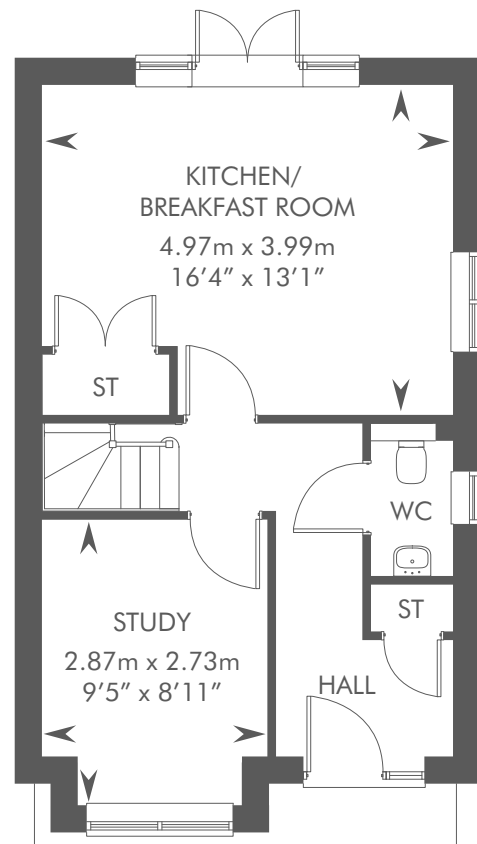 KITCHEN/
BREAKFAST ROOM
4.97m x 3.99m
16’4” x 13’1”
ST
WC
STUDY
2.87m x 2.73m
9’5” x 8’11”
ST
HALL